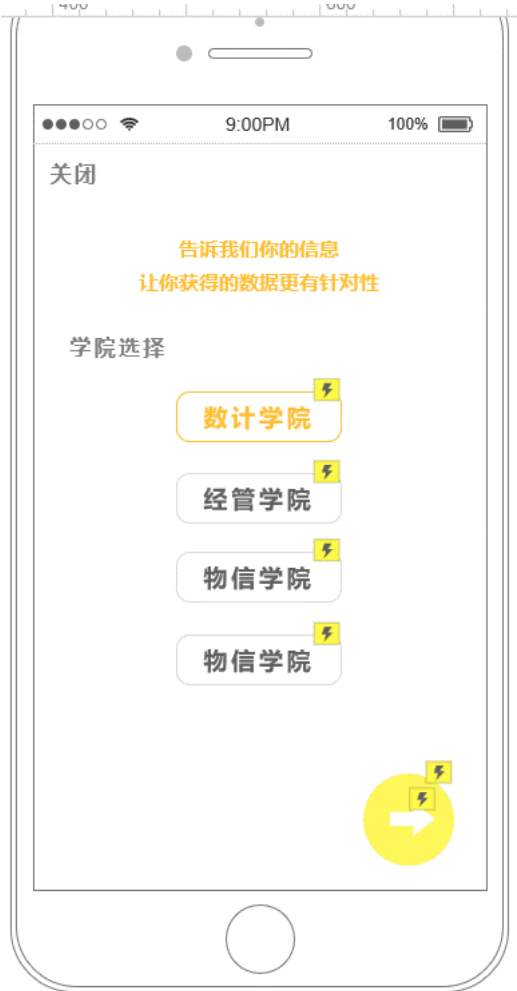 9:00PM 100%
关闭
告诉我们你的信息
让你获得的数据更有针对性
学院选择
数计学院
经管学院
物信学院
物信学院